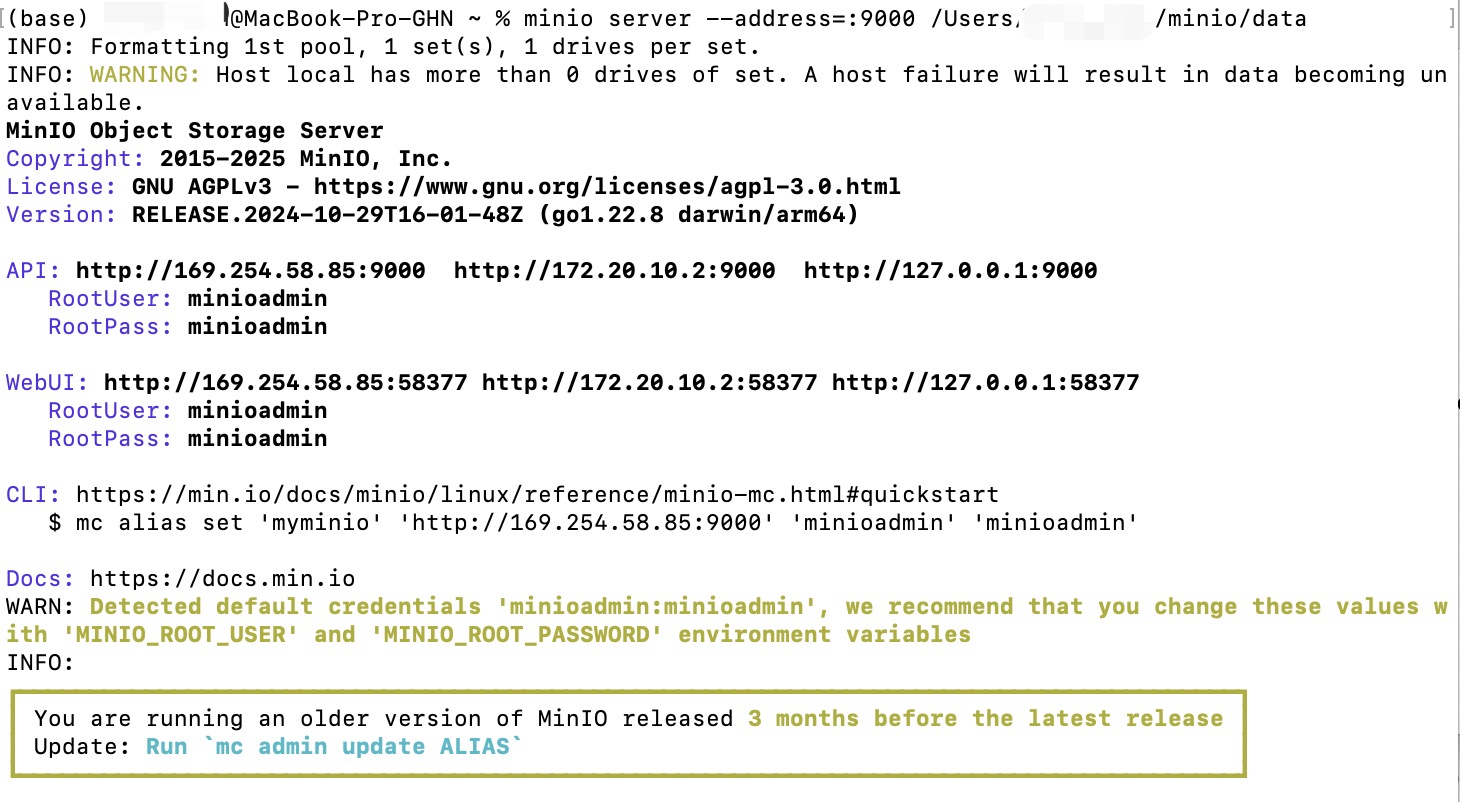 (base) @MacBook-Pro-GHN ~ % minio server --address=:9000 /Users/ /minio/data
INFO: Formatting 1st pool, 1 set(s), 1 drives per set.
INFO: WARNING: Host local has more than 0 drives of set. A host failure will result in data becoming un
available.
MinIO Object Storage Server
Copyright: 2015-2025 MinIO, Inc.
License: GNU AGPLv3 - https://www.gnu.org/licenses/agpl-3.0.html
Version: RELEASE.2024-10-29T16-01-48Z (go1.22.8 darwin/arm64)
API: http://169.254.58.85:9000  http://172.20.10.2:9000  http://127.0.0.1:9000
RootUser: minioadmin
RootPass: minioadmin
WebUI: http://169.254.58.85:58377 http://172.20.10.2:58377 http://127.0.0.1:58377
RootUser: minioadmin
RootPass: minioadmin
CLI: https://min.io/docs/minio/linux/reference/minio-mc.html#quickstart
$ mc alias set 'myminio' 'http://169.254.58.85:9000' 'minioadmin' 'minioadmin'
Docs: https://docs.min.io
WARN: Detected default credentials 'minioadmin:minioadmin', we recommend that you change these values w
ith 'MINIO_ROOT_USER' and 'MINIO_ROOT_PASSWORD' environment variables
INFO:
You are running an older version of MinIO released 3 months before the latest release
Update: Run `mc admin update ALIAS`